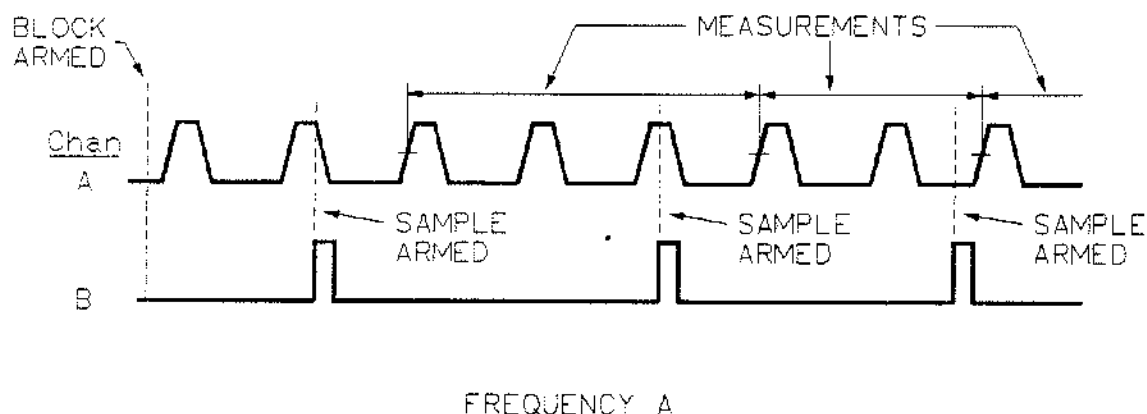 BLOCK
ARMED
MEASUREMENTS
Chan
A
SAMPLE
ARMED
SAMPLE
ARMED
SAMPLE
ARMED
B
FREQUENCY A